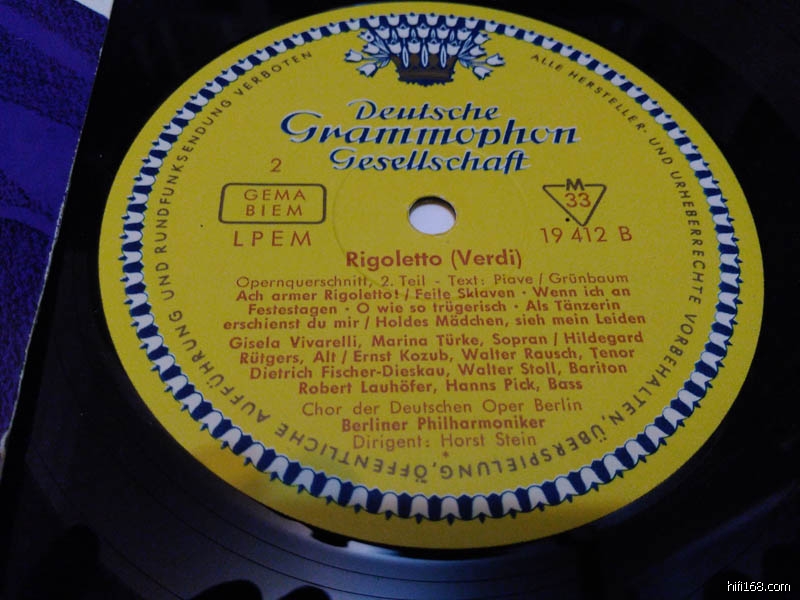 Deutsche
Grammophon
Gesellschaft
2
GEMA
BIEM
LPEM
M
33
19 412 B
Rigoletto (Verdi)
Opernquerschnitt, 2. Teil - Text: Piave / Grünbaum
Ach armer Rigoletto! / Feile Sklaven · Wenn ich an
Festestagen · O wie so trügerisch · Als Tänzerin
erschienst du mir / Holdes Mädchen, sieh mein Leiden
Gisela Vivarelli, Marina Türke, Sopran / Hildegard
Rütgers, Alt / Ernst Kozub, Walter Rausch, Tenor
Dietrich Fischer-Dieskau, Walter Stoll, Bariton
Robert Lauhöfer, Hanns Pick, Bass
Chor der Deutschen Oper Berlin
Berliner Philharmoniker
Dirigent: Horst Stein
*
ALLE HERSTELLER- UND URHEBERRECHTE VORBEHALTEN, ÜBERSPIELUNG, ÖFFENTLICHE AUFFÜHRUNG UND RUNDFUNKSENDUNG VERBOTEN
hifi168.com